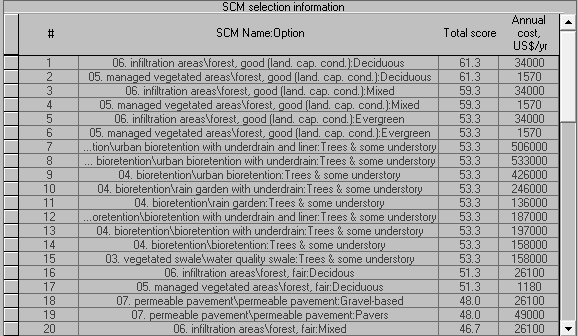 SCM selection information
# SCM Name:Option Total score Annual cost, US$/yr
1 06. infiltration areas\forest, good (land. cap. cond.):Deciduous 61.3 34000
2 05. managed vegetated areas\forest, good (land. cap. cond.):Deciduous 61.3 1570
3 06. infiltration areas\forest, good (land. cap. cond.):Mixed 59.3 34000
4 05. managed vegetated areas\forest, good (land. cap. cond.):Mixed 59.3 1570
5 06. infiltration areas\forest, good (land. cap. cond.):Evergreen 53.3 34000
6 05. managed vegetated areas\forest, good (land. cap. cond.):Evergreen 53.3 1570
7 ...tion\urban bioretention with underdrain and liner:Trees & some understory 53.3 506000
8 ... bioretention\urban bioretention with underdrain:Trees & some understory 53.3 533000
9 04. bioretention\urban bioretention:Trees & some understory 53.3 426000
10 04. bioretention\rain garden with underdrain:Trees & some understory 53.3 246000
11 04. bioretention\rain garden:Trees & some understory 53.3 136000
12 ...oretention\bioretention with underdrain and liner:Trees & some understory 53.3 187000
13 04. bioretention\bioretention with underdrain:Trees & some understory 53.3 197000
14 04. bioretention\bioretention:Trees & some understory 53.3 158000
15 03. vegetated swale\water quality swale:Trees & some understory 53.3 158000
16 06. infiltration areas\forest, fair:Decidous 51.3 26100
17 05. managed vegetated areas\forest, fair:Deciduous 51.3 1180
18 07. permeable pavement\permeable pavement:Gravel-based 48.0 26100
19 07. permeable pavement\permeable pavement:Pavers 48.0 49000
20 06. infiltration areas\forest, fair:Mixed 46.7 26100